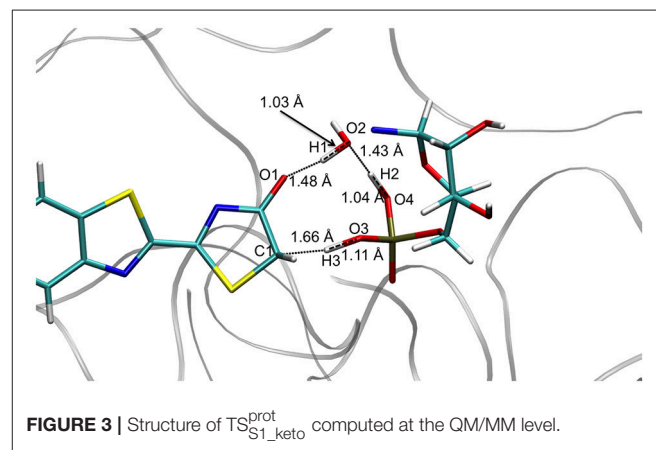 1.03 Å
O2
H1
1.43 Å
O1
1.48 Å
H2
1.04 Å
O4
1.66 Å
O3
C1
1.11 Å
H3
FIGURE 3 | Structure of TS^prot_S1_keto computed at the QM/MM level.